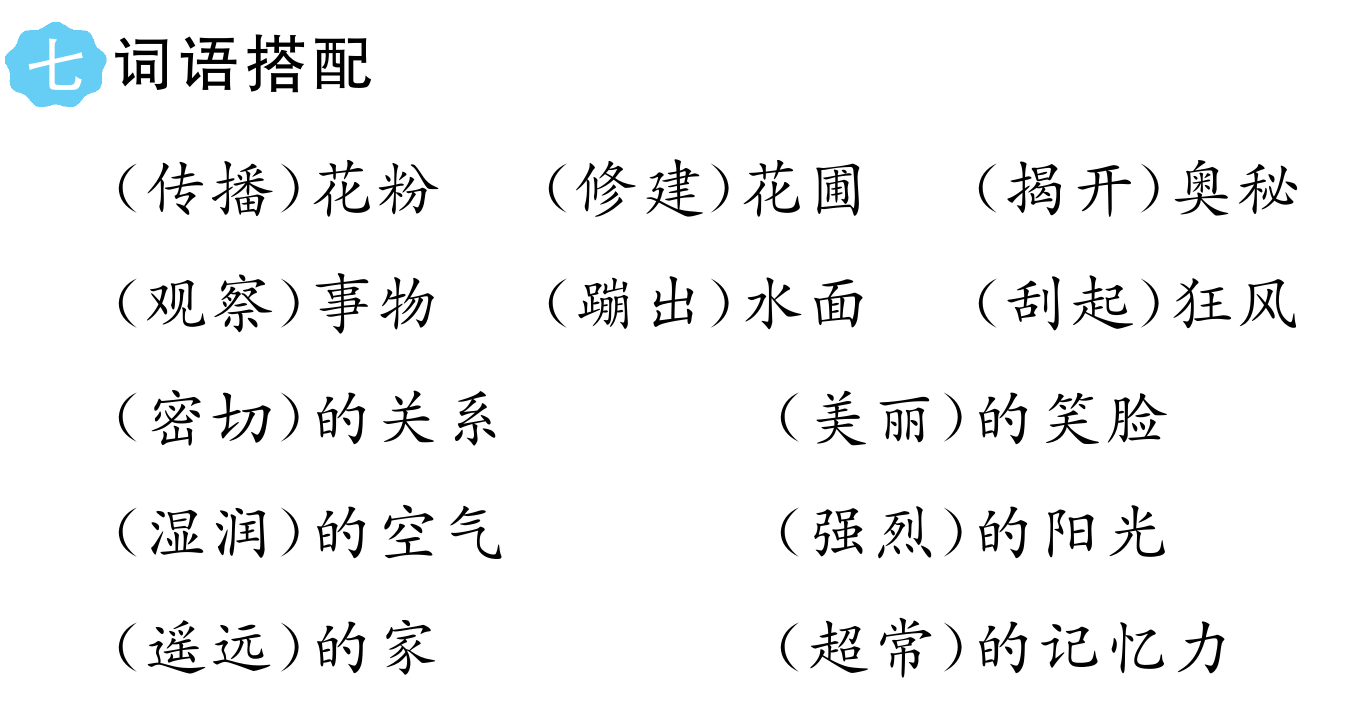 七 词语搭配
（传播）花粉 （修建）花圃 （揭开）奥秘
（观察）事物 （蹦出）水面 （刮起）狂风
（密切）的关系 （美丽）的笑脸
（湿润）的空气 （强烈）的阳光
（遥远）的家 （超常）的记忆力